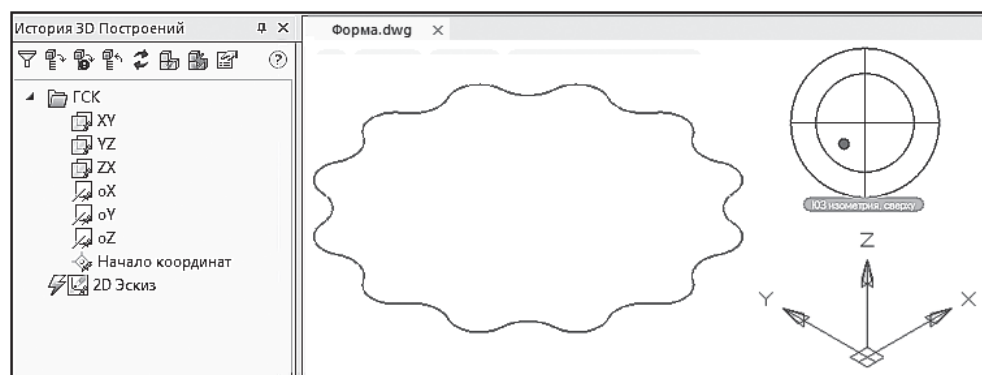 История 3D Построений
Форма.dwg
ГСК
XY
YZ
ZX
oX
oY
oZ
Начало координат
2D Эскиз
ЮЗ изометрия, сверху
Z
Y
X